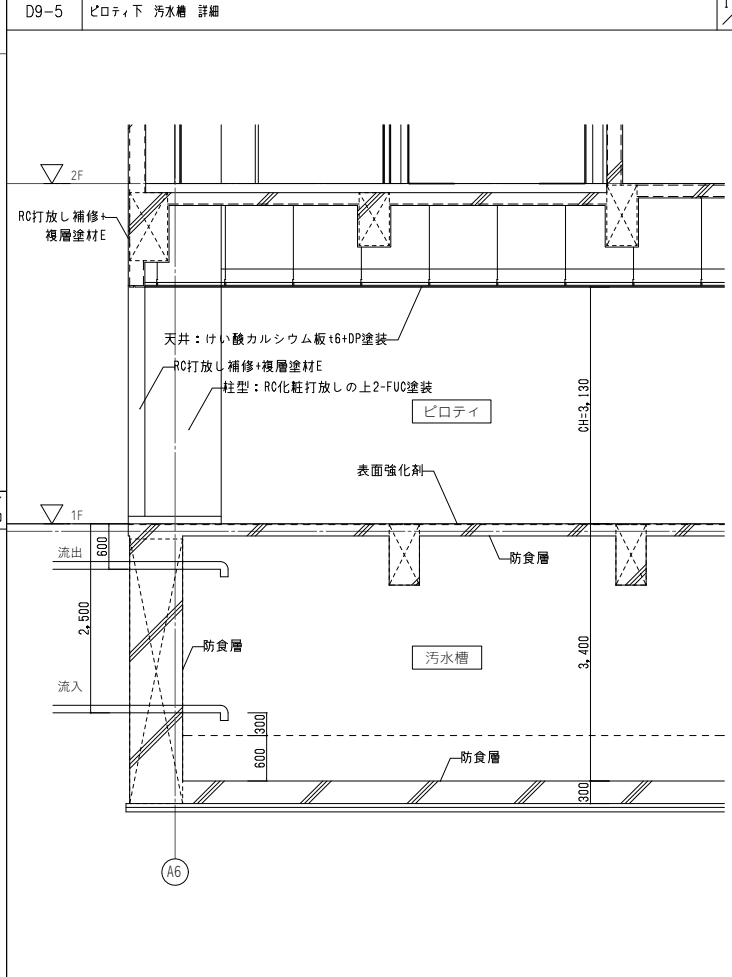 D9-5
ピロティ下 汚水槽 詳細
2F
RC打放し補修+
複層塗材E
天井：けい酸カルシウム板t6+DP塗装
RC打放し補修+複層塗材E
柱型：RC化粧打放しの上2-FUC塗装
ピロティ
CH=3,130
表面強化剤
1F
流出
600
防食層
2,500
防食層
汚水槽
3,400
流入
300
600
防食層
300
A6